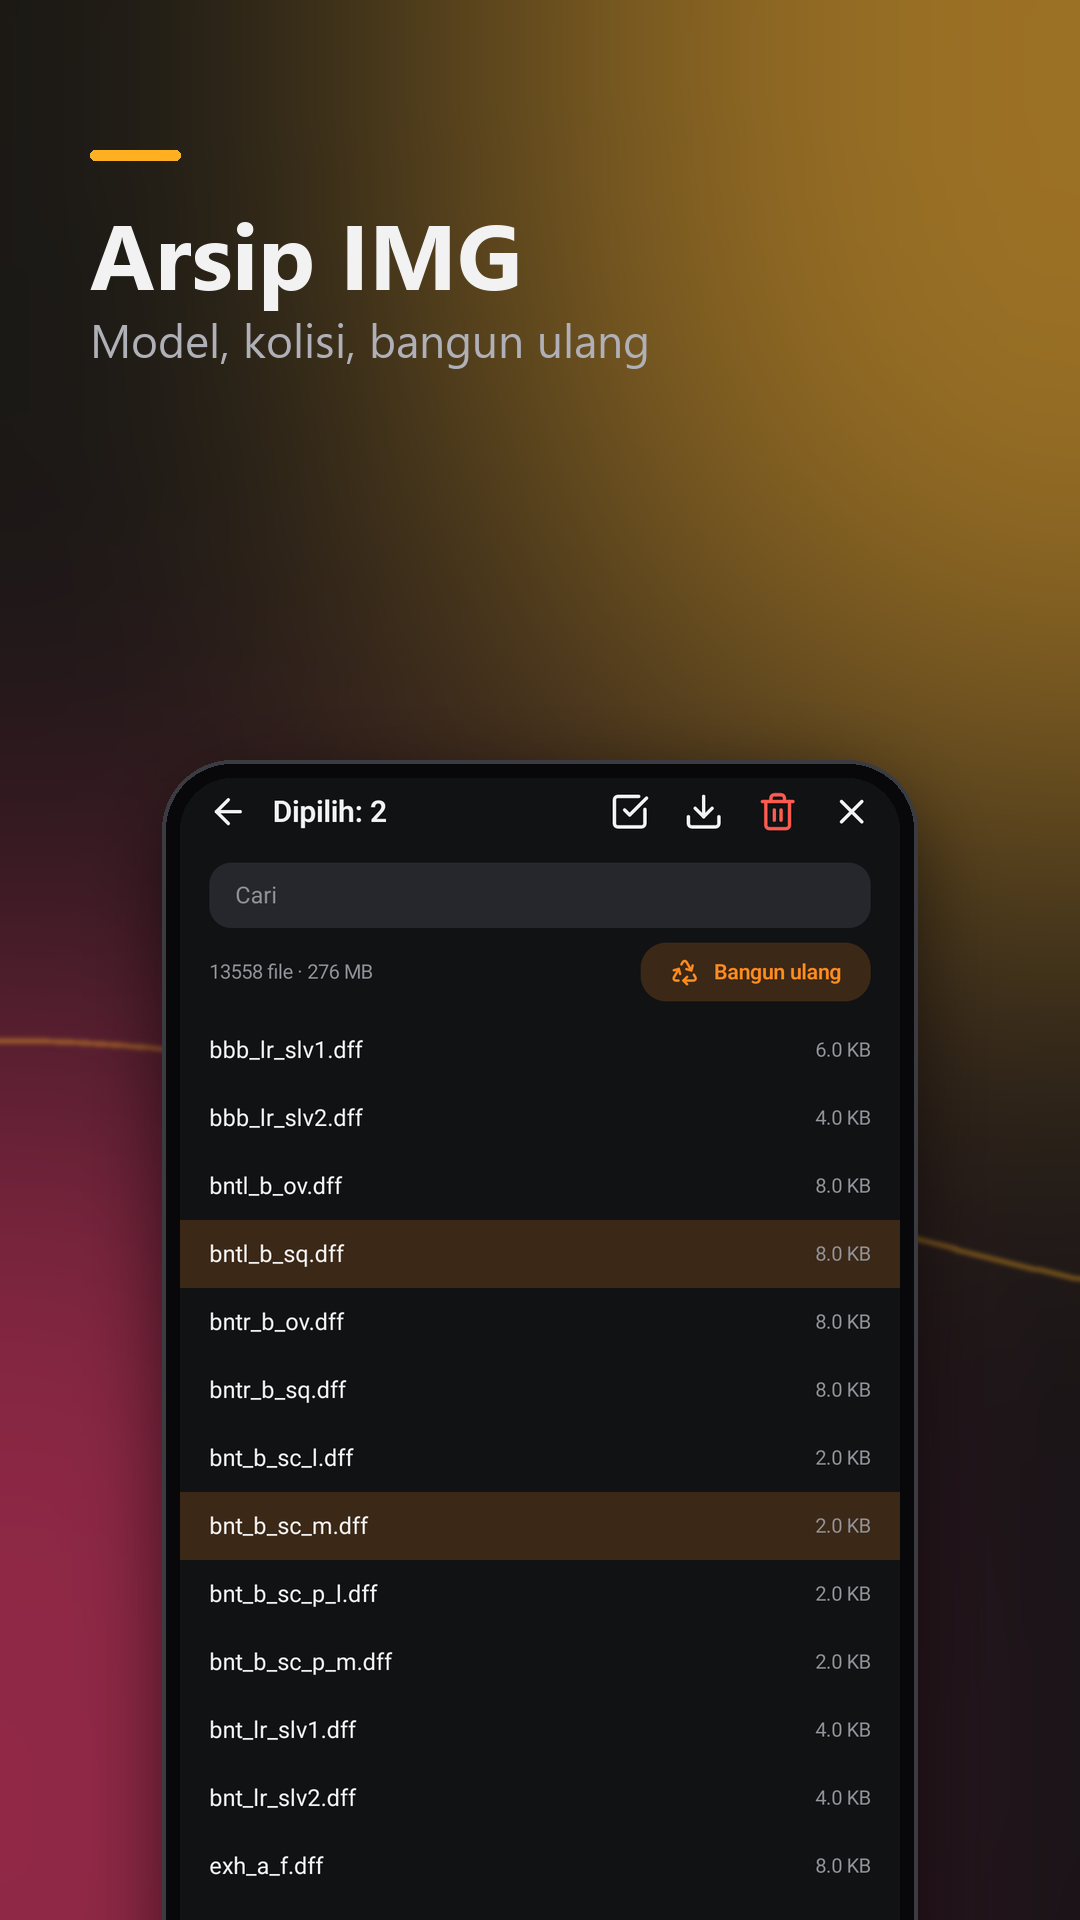 Arsip IMG
Model, kolisi, bangun ulang
Dipilih: 2
Cari
13558 file · 276 MB
Bangun ulang
bbb_lr_slv1.dff 6.0 KB
bbb_lr_slv2.dff 4.0 KB
bntl_b_ov.dff 8.0 KB
bntl_b_sq.dff 8.0 KB
bntr_b_ov.dff 8.0 KB
bntr_b_sq.dff 8.0 KB
bnt_b_sc_l.dff 2.0 KB
bnt_b_sc_m.dff 2.0 KB
bnt_b_sc_p_l.dff 2.0 KB
bnt_b_sc_p_m.dff 2.0 KB
bnt_lr_slv1.dff 4.0 KB
bnt_lr_slv2.dff 4.0 KB
exh_a_f.dff 8.0 KB